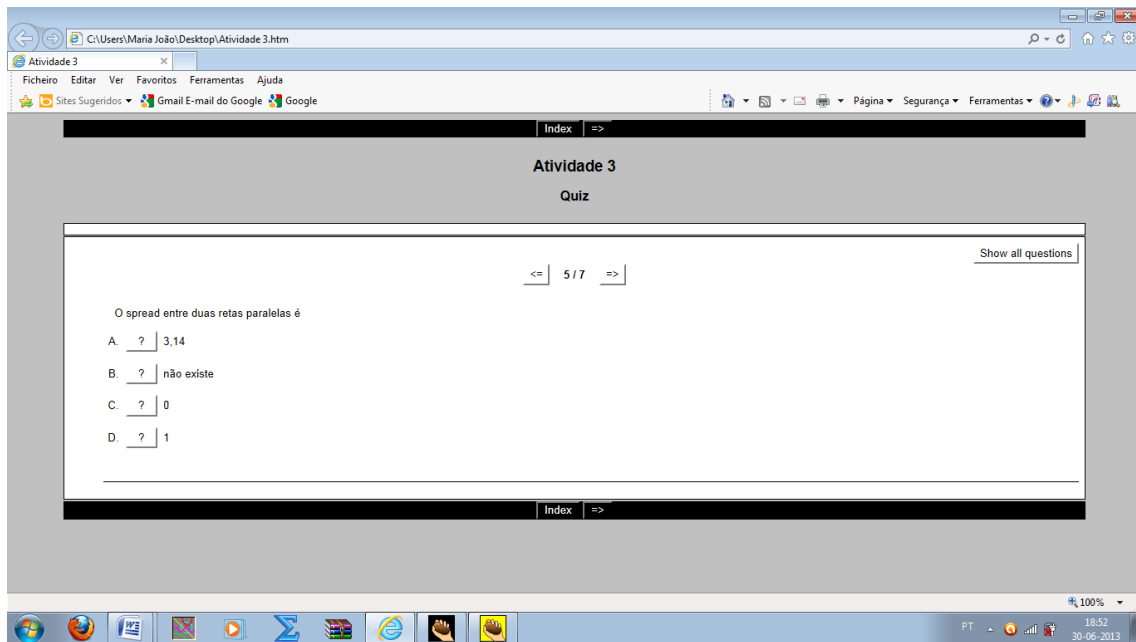 C:\Users\Maria João\Desktop\Atividade 3.htm
Atividade 3
Ficheiro Editar Ver Favoritos Ferramentas Ajuda
Sites Sugeridos Gmail E-mail do Google Google Página Segurança Ferramentas
Index =>
Atividade 3
Quiz
Show all questions
<= 5 / 7 =>
O spread entre duas retas paralelas é
A. ? 3,14
B. ? não existe
C. ? 0
D. ? 1
Index =>
100%
PT 18:52
30-06-2013